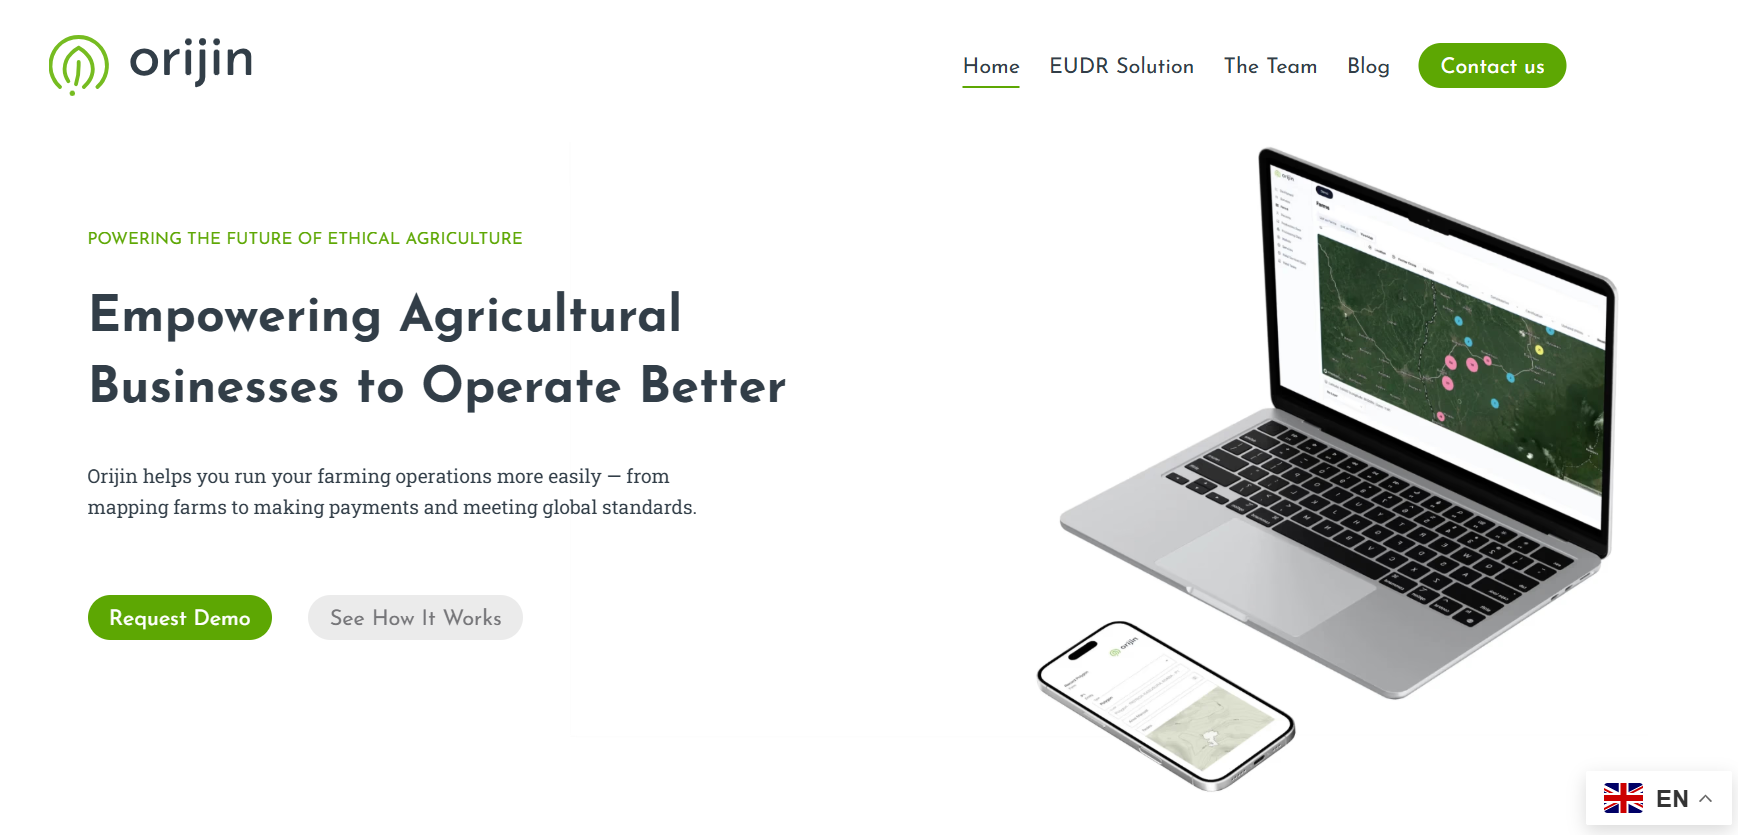 orijin
Home
EUDR Solution
The Team
Blog
Contact us
POWERING THE FUTURE OF ETHICAL AGRICULTURE
Empowering Agricultural
Businesses to Operate Better
Orijin helps you run your farming operations more easily — from
mapping farms to making payments and meeting global standards.
Request Demo
See How It Works
orijin
Farms
orijin
EN